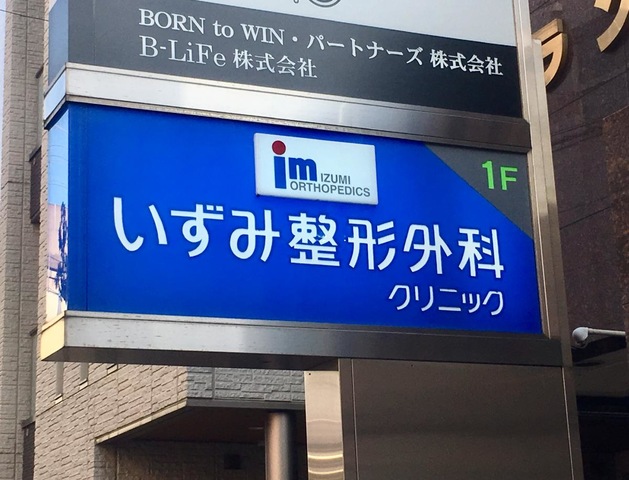 BORN to WIN・パートナーズ 株式会社
B-LiFe 株式会社
im IZUMI
ORTHOPEDICS
1F
いずみ整形外科
クリニック